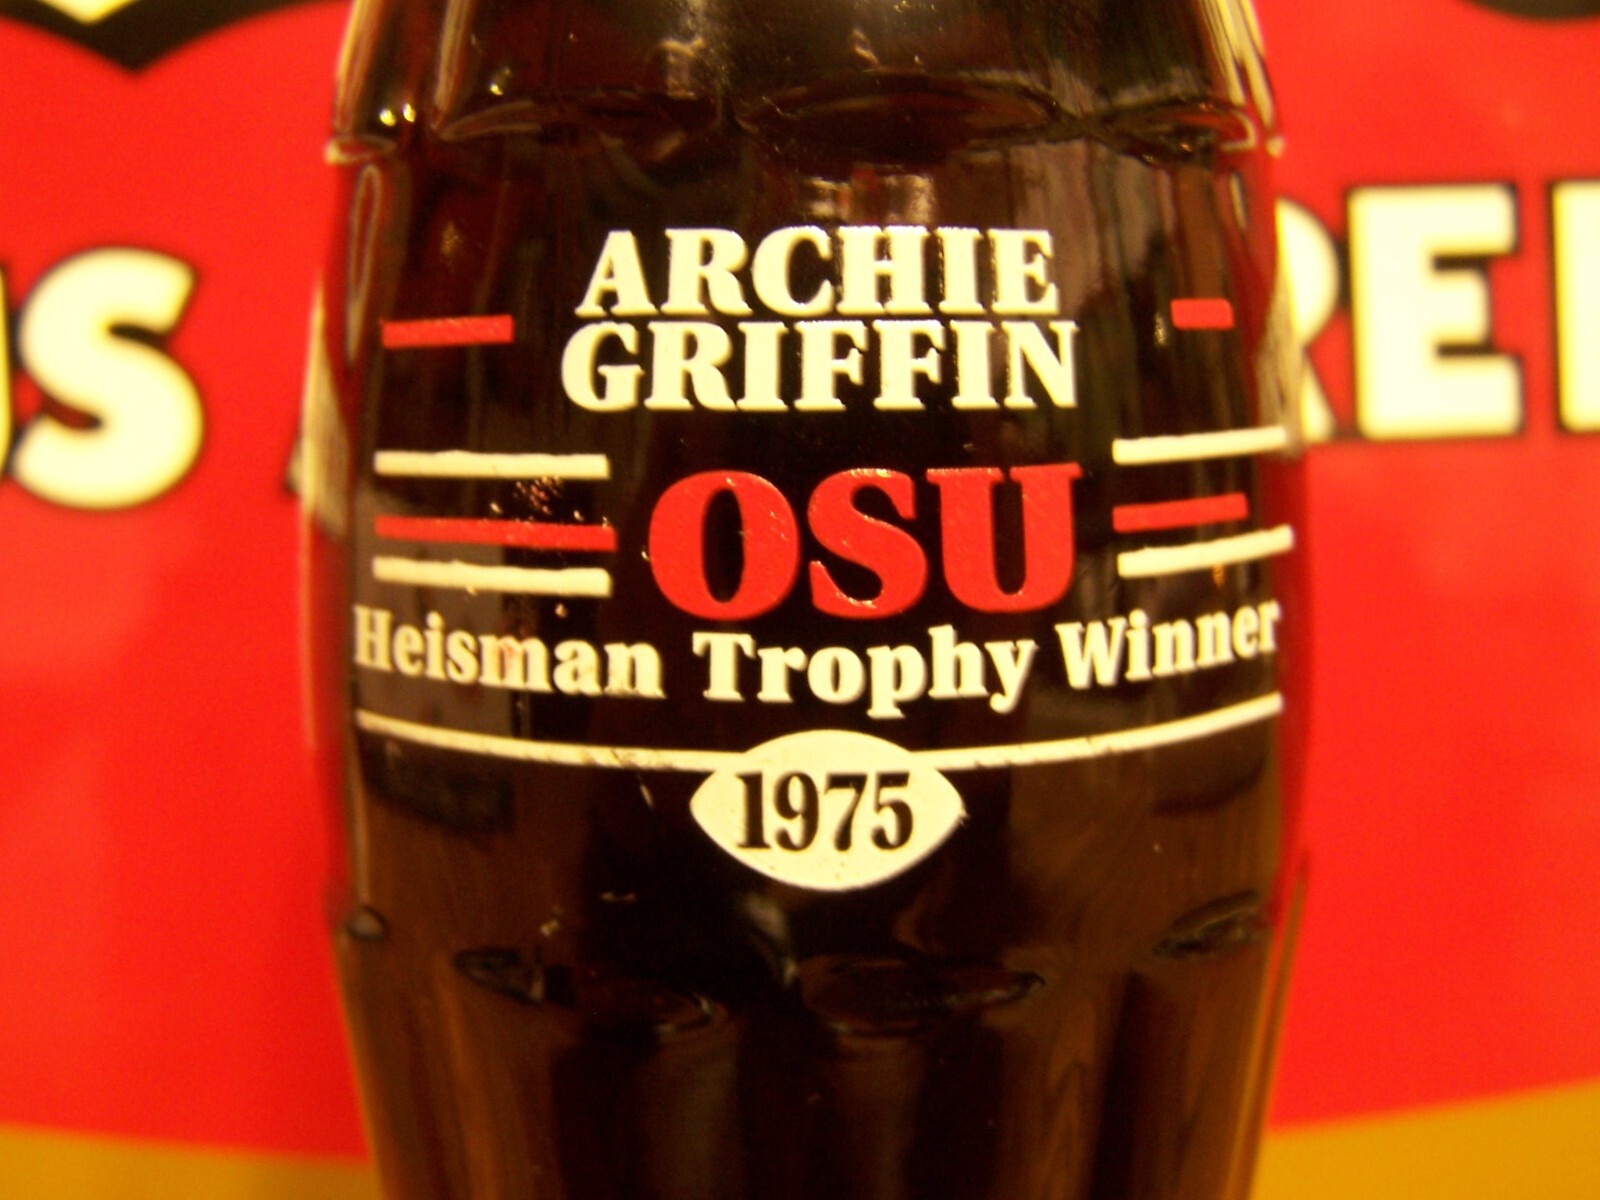 ARCHIE
GRIFFIN
OSU
Heisman Trophy Winner
1975